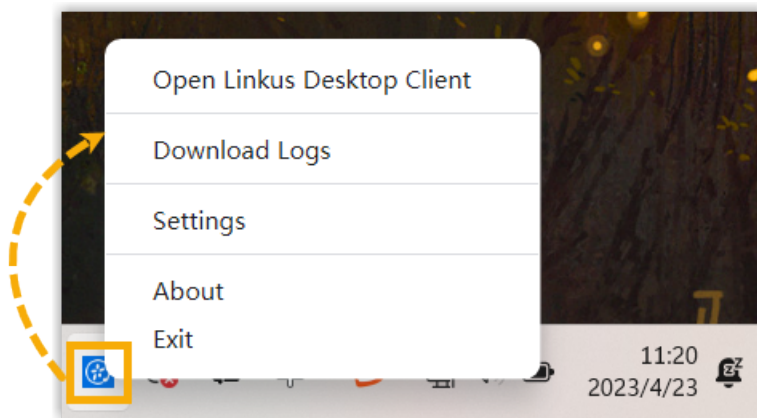 Open Linkus Desktop Client
Download Logs
Settings
About
Exit
11:20
2023/4/23